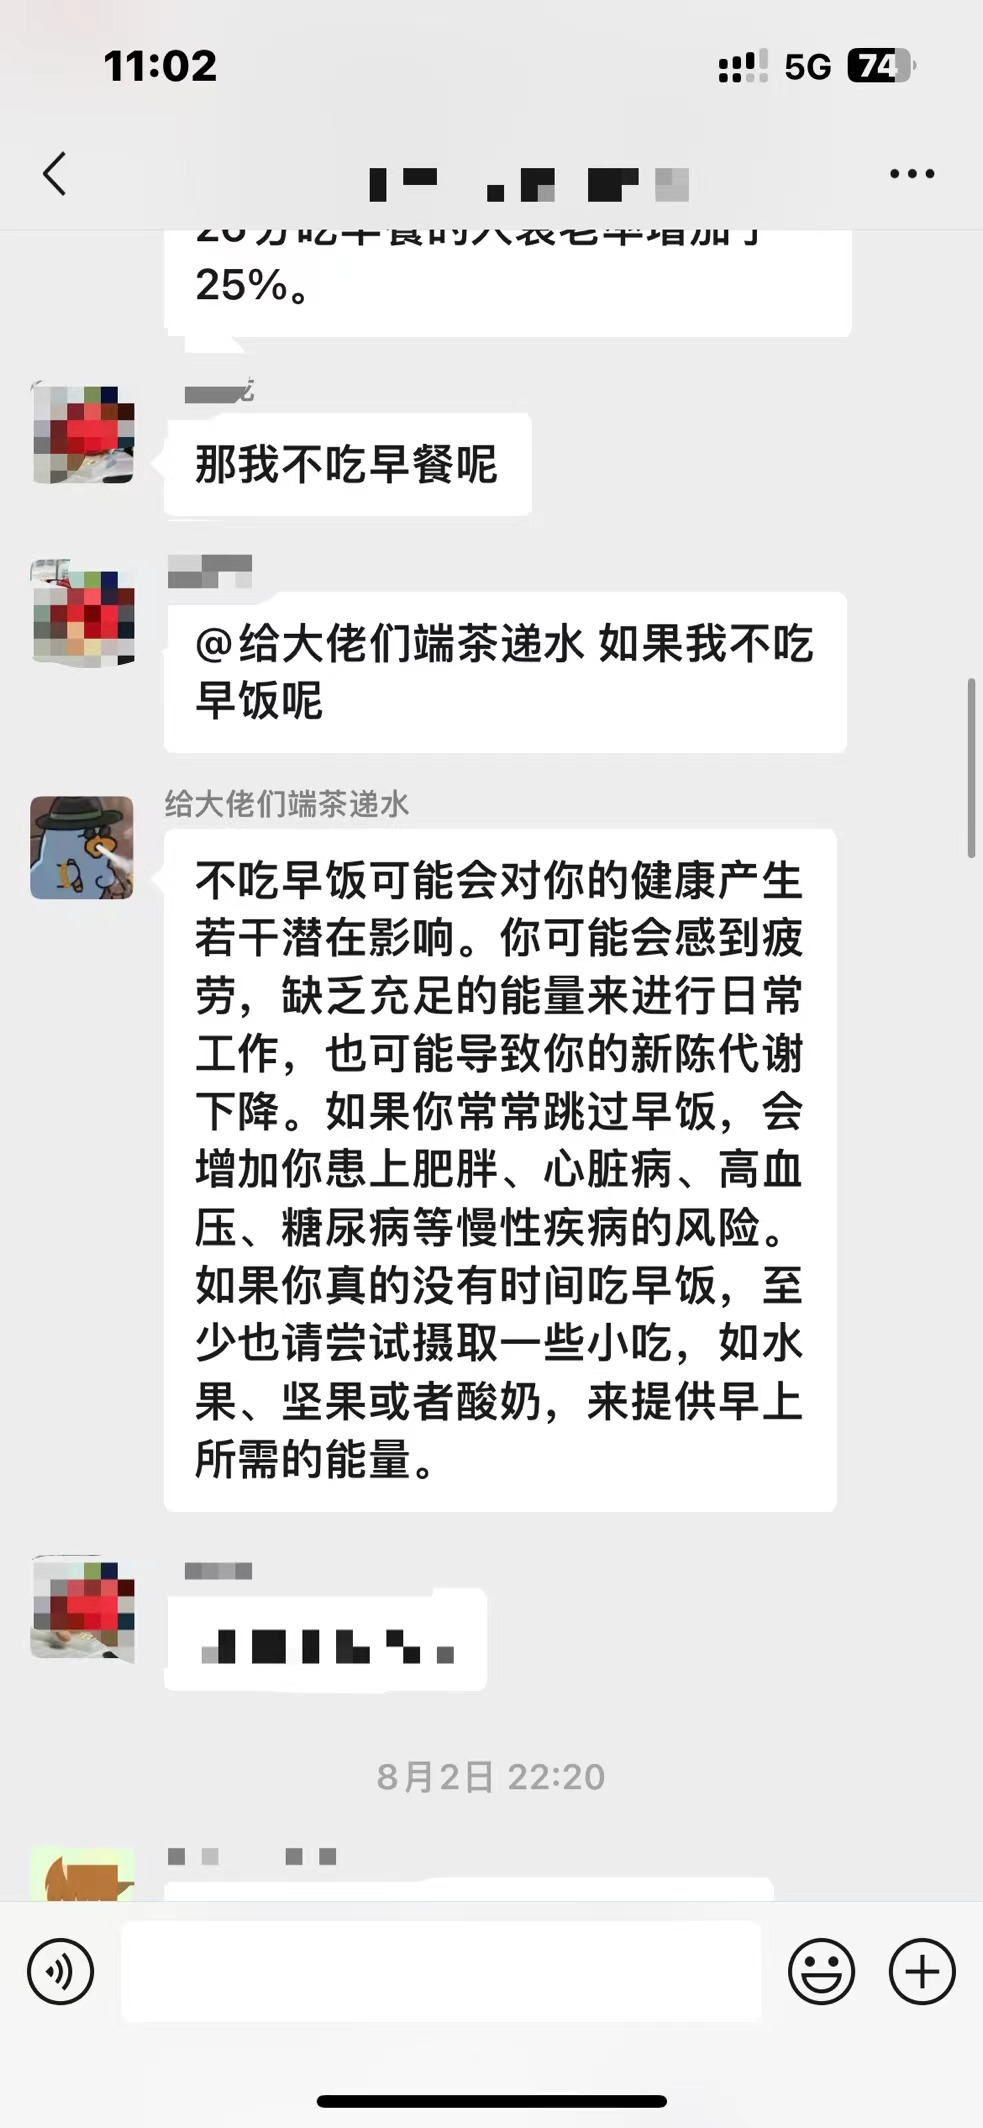 11:02
5G
74
25%。
那我不吃早餐呢
@给大佬们端茶递水 如果我不吃
早饭呢
给大佬们端茶递水
不吃早饭可能会对你的健康产生
若干潜在影响。你可能会感到疲
劳，缺乏充足的能量来进行日常
工作，也可能导致你的新陈代谢
下降。如果你常常跳过早饭，会
增加你患上肥胖、心脏病、高血
压、糖尿病等慢性疾病的风险。
如果你真的没有时间吃早饭，至
少也请尝试摄取一些小吃，如水
果、坚果或者酸奶，来提供早上
所需的能量。
8月2日 22:20